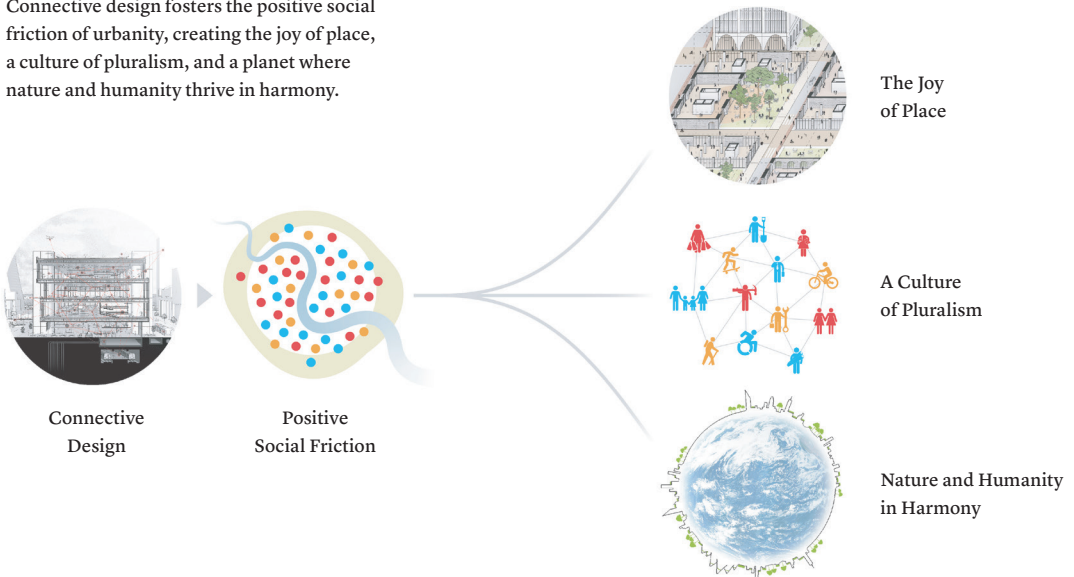 Connective design fosters the positive social
friction of urbanity, creating the joy of place,
a culture of pluralism, and a planet where
nature and humanity thrive in harmony.
The Joy
of Place
A Culture
of Pluralism
Connective
Design
Positive
Social Friction
Nature and Humanity
in Harmony